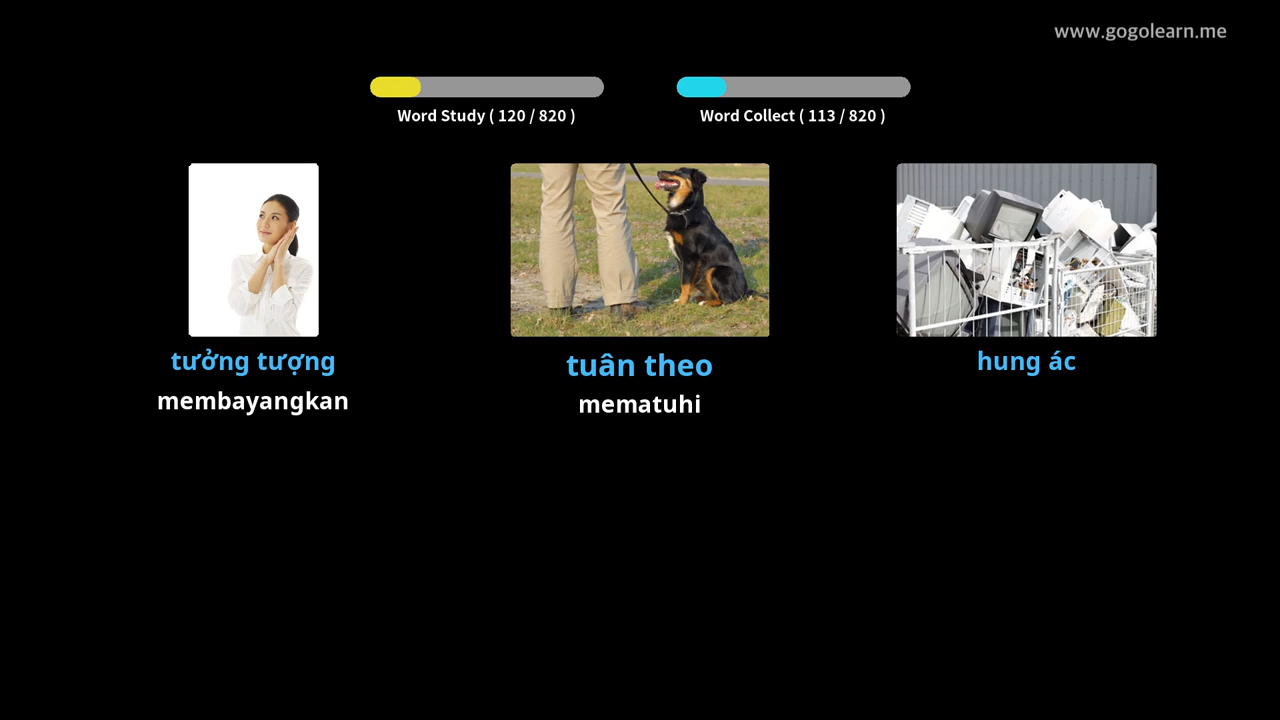 www.gogolearn.me
Word Study ( 120 / 820 )
Word Collect ( 113 / 820 )
tưởng tượng
membayangkan
tuân theo
mematuhi
hung ác